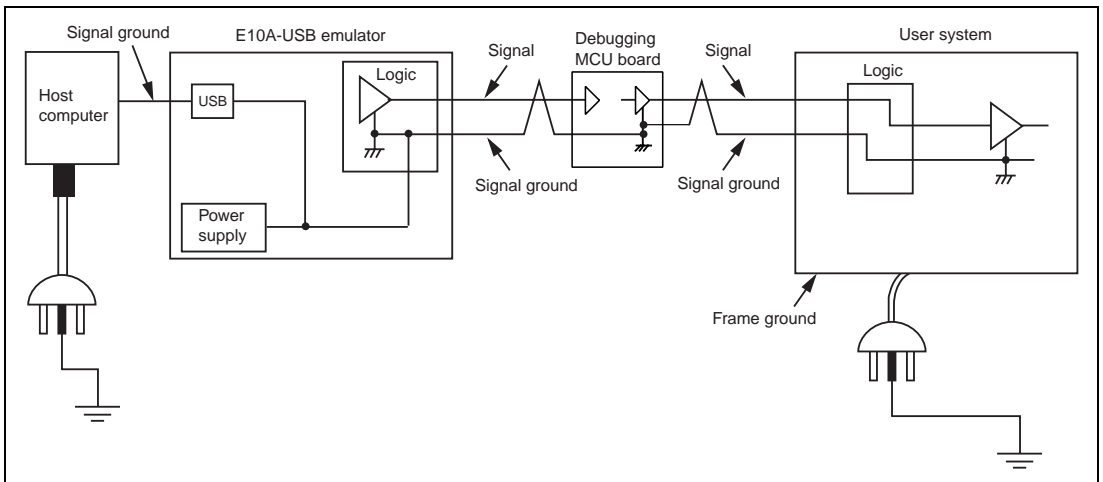 Signal ground
E10A-USB emulator
Host
computer
USB
Power
supply
Logic
Signal
Signal ground
Debugging
MCU board
Signal
Signal ground
User system
Logic
Frame ground